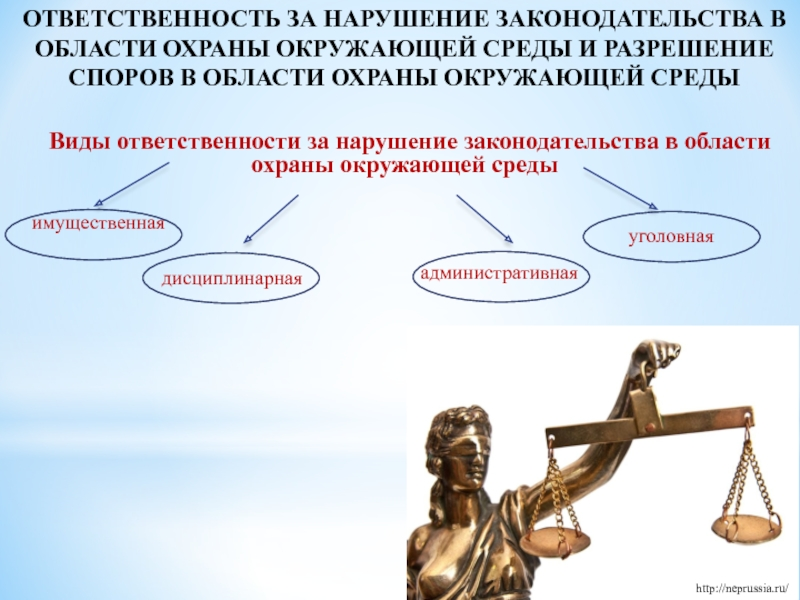 ОТВЕТСТВЕННОСТЬ ЗА НАРУШЕНИЕ ЗАКОНОДАТЕЛЬСТВА В
ОБЛАСТИ ОХРАНЫ ОКРУЖАЮЩЕЙ СРЕДЫ И РАЗРЕШЕНИЕ
СПОРОВ В ОБЛАСТИ ОХРАНЫ ОКРУЖАЮЩЕЙ СРЕДЫ
Виды ответственности за нарушение законодательства в области
охраны окружающей среды
имущественная
дисциплинарная
административная
уголовная
http://neprussia.ru/